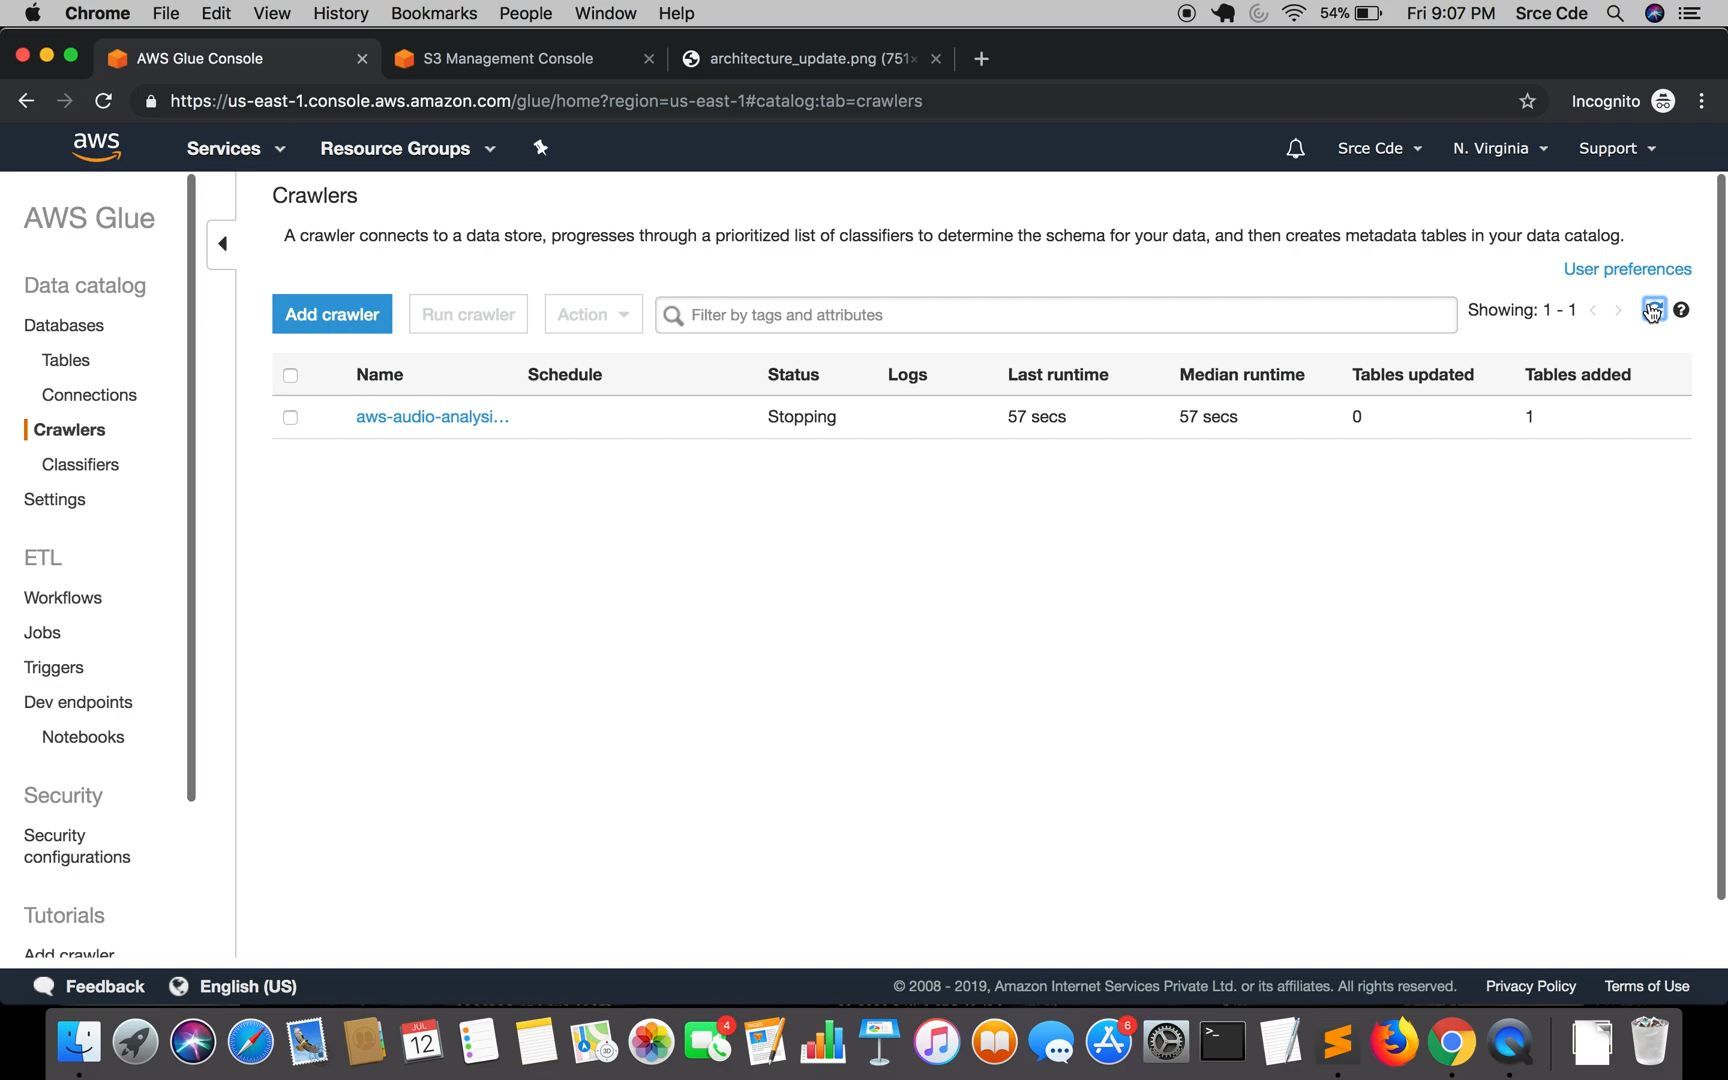 Chrome File Edit View History Bookmarks People Window Help 54% Fri 9:07 PM Srce Cde
AWS Glue Console S3 Management Console architecture_update.png (751×
https://us-east-1.console.aws.amazon.com/glue/home?region=us-east-1#catalog:tab=crawlers Incognito
aws Services Resource Groups Srce Cde N. Virginia Support
AWS Glue
Data catalog
Databases
Tables
Connections
Crawlers
Classifiers
Settings
ETL
Workflows
Jobs
Triggers
Dev endpoints
Notebooks
Security
Security
configurations
Tutorials
Add crawler
Crawlers
A crawler connects to a data store, progresses through a prioritized list of classifiers to determine the schema for your data, and then creates metadata tables in your data catalog.
User preferences
Add crawler Run crawler Action Filter by tags and attributes Showing: 1 - 1
Name Schedule Status Logs Last runtime Median runtime Tables updated Tables added
aws-audio-analysi... Stopping 57 secs 57 secs 0 1
Feedback English (US) © 2008 - 2019, Amazon Internet Services Private Ltd. or its affiliates. All rights reserved. Privacy Policy Terms of Use
JUL
12
3D
4
6